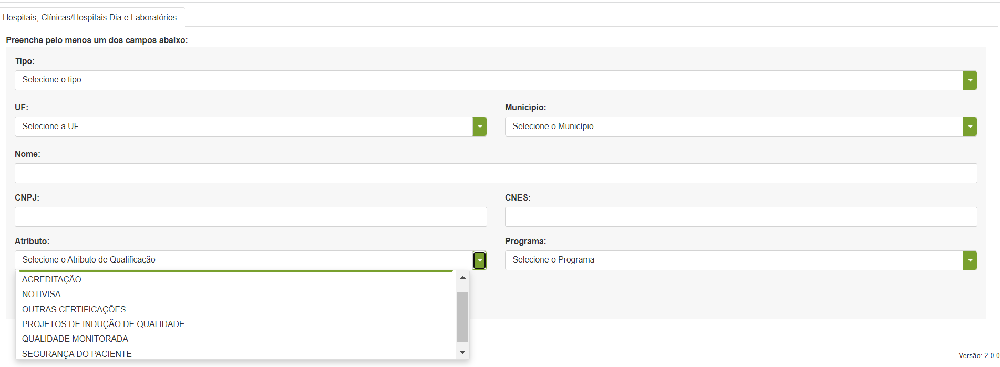 Hospitais, Clínicas/Hospitais Dia e Laboratórios
Preencha pelo menos um dos campos abaixo:
Tipo:
Selecione o tipo
UF:
Município:
Selecione a UF
Selecione o Município
Nome:
CNPJ:
CNES:
Atributo:
Programa:
Selecione o Atributo de Qualificação
Selecione o Programa
ACREDITAÇÃO
NOTIVISA
OUTRAS CERTIFICAÇÕES
PROJETOS DE INDUÇÃO DE QUALIDADE
QUALIDADE MONITORADA
SEGURANÇA DO PACIENTE
Versão: 2.0.0